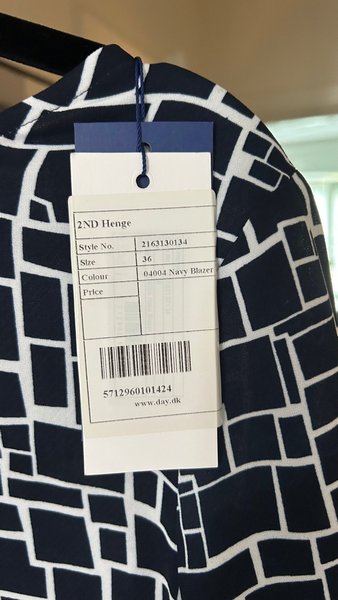 2ND Henge
Style No. 2163130134
Size 36
Colour 04004 Navy Blazer
Price
5712960101424
www.day.dk